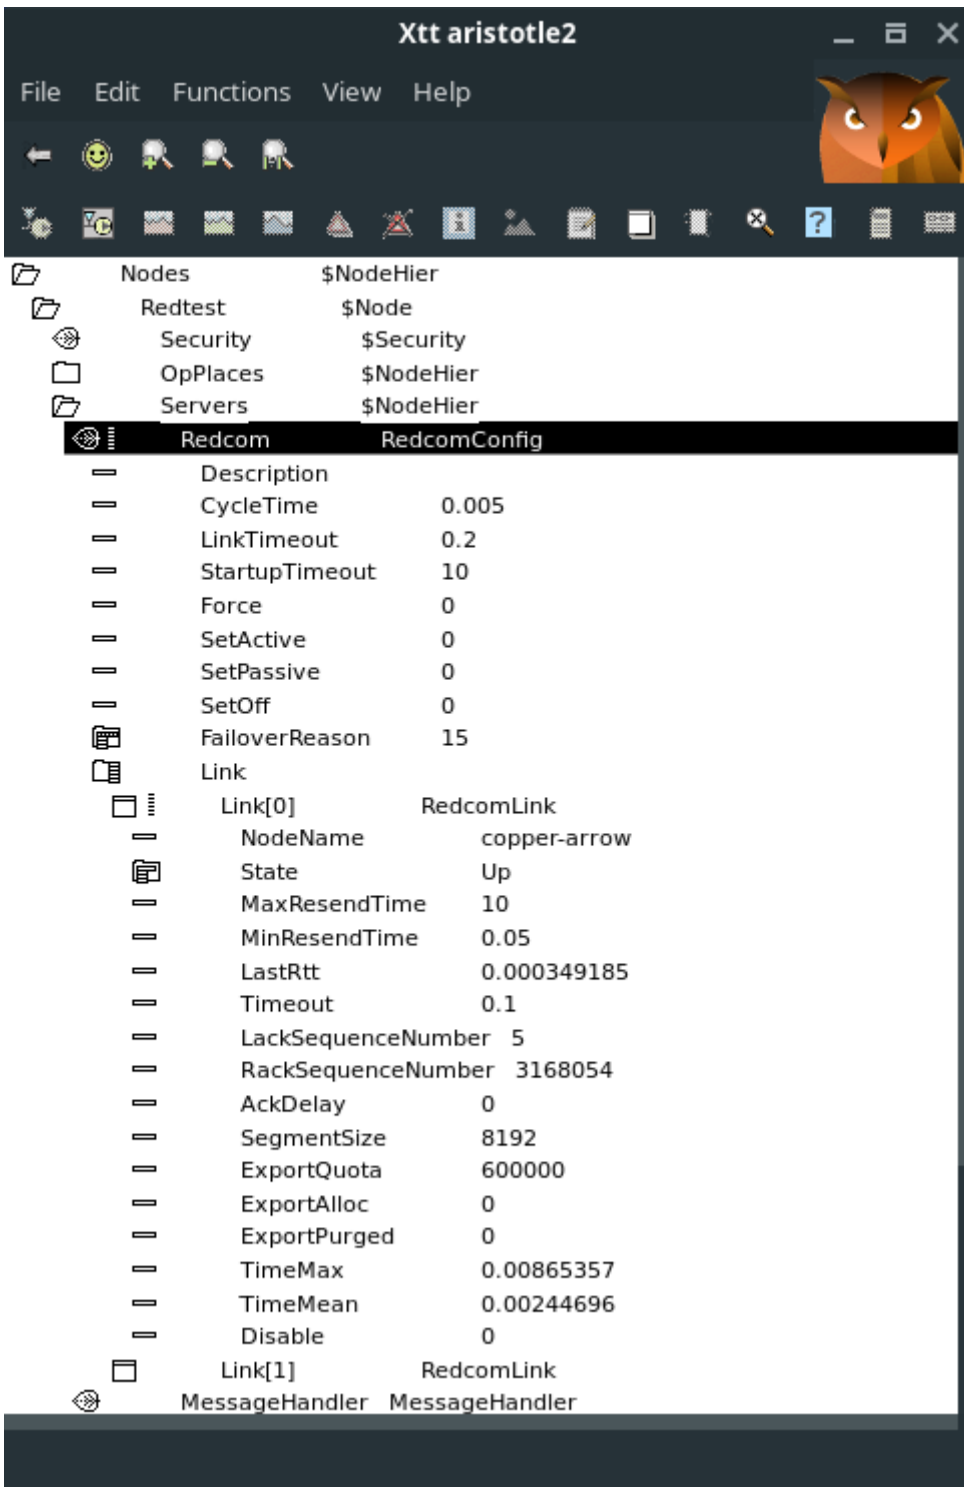 Xtt aristotle2
File Edit Functions View Help
Nodes $NodeHier
Redtest $Node
Security $Security
OpPlaces $NodeHier
Servers $NodeHier
Redcom RedcomConfig
Description
CycleTime 0.005
LinkTimeout 0.2
StartupTimeout 10
Force 0
SetActive 0
SetPassive 0
SetOff 0
FailoverReason 15
Link
Link[0] RedcomLink
NodeName copper-arrow
State Up
MaxResendTime 10
MinResendTime 0.05
LastRtt 0.000349185
Timeout 0.1
LackSequenceNumber 5
RackSequenceNumber 3168054
AckDelay 0
SegmentSize 8192
ExportQuota 600000
ExportAlloc 0
ExportPurged 0
TimeMax 0.00865357
TimeMean 0.00244696
Disable 0
Link[1] RedcomLink
MessageHandler MessageHandler